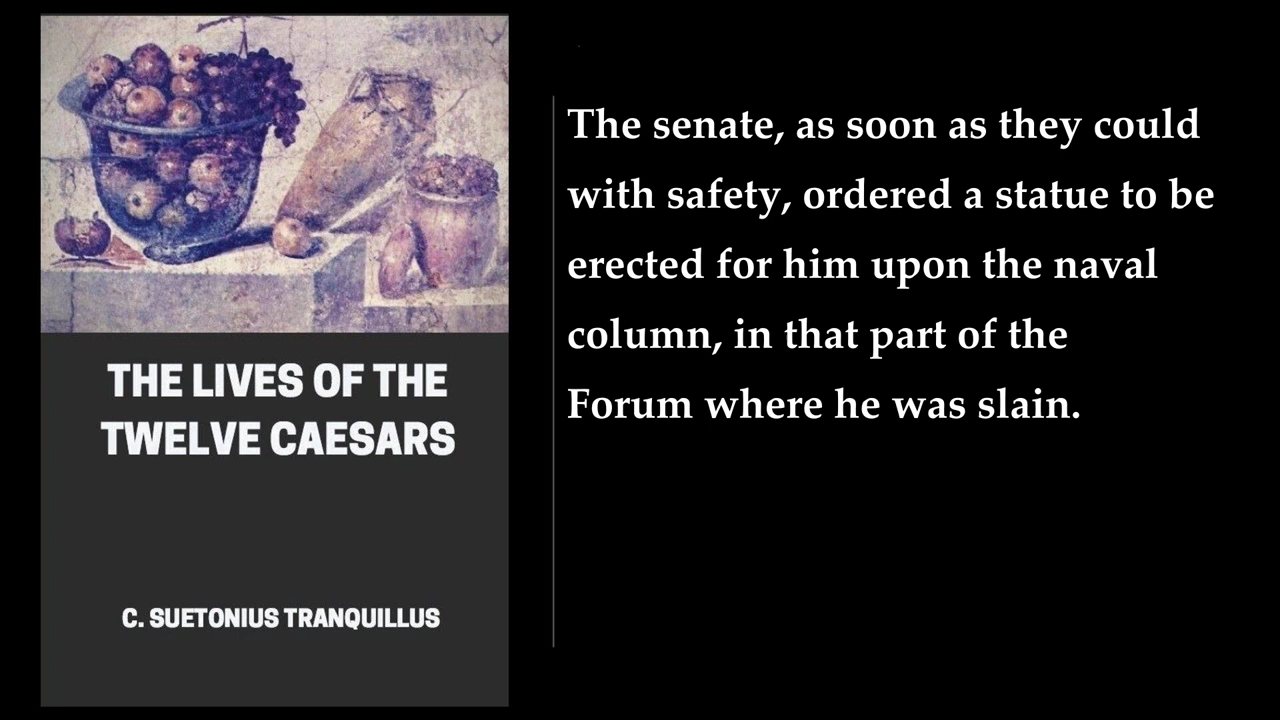 THE LIVES OF THE
TWELVE CAESARS
C. SUETONIUS TRANQUILLUS
The senate, as soon as they could
with safety, ordered a statue to be
erected for him upon the naval
column, in that part of the
Forum where he was slain.